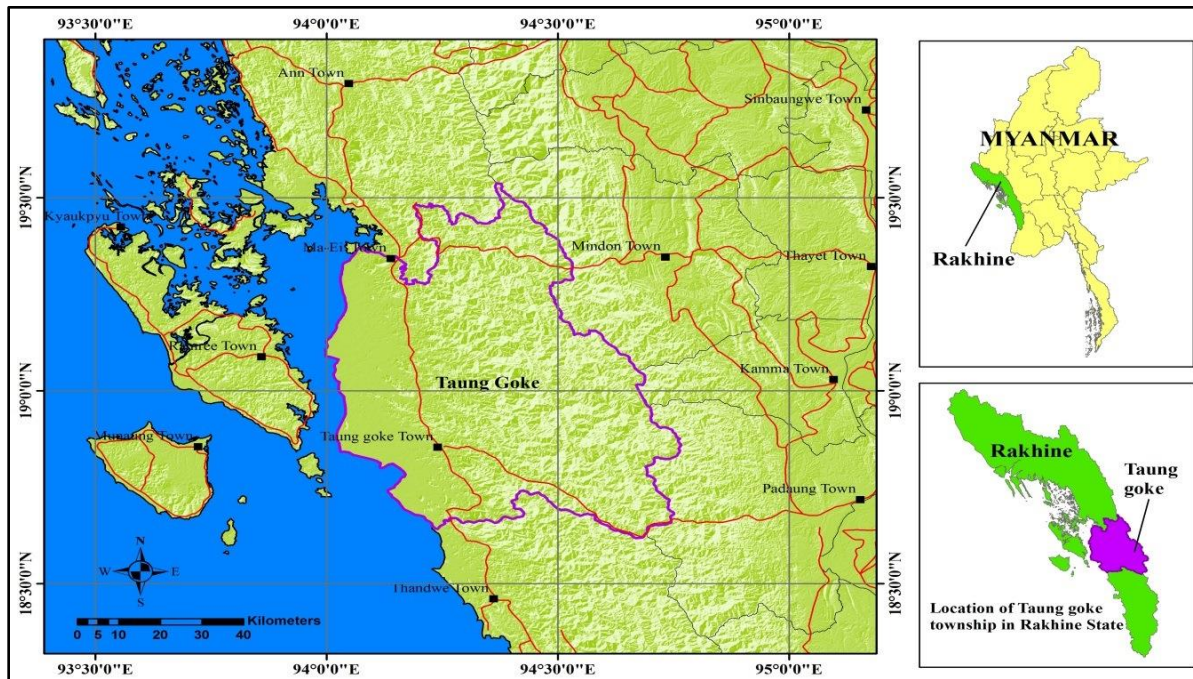 93°30'0"E 94°0'0"E 94°30'0"E 95°0'0"E
Ann Town
Sinbaungwe Town
19°30'0"N 19°30'0"N
Kyaukpyu Town
Ma-Ei Town
Mindon Town
Thayet Town
Ramree Town
Kamma Town
Taung Goke
19°0'0"N 19°0'0"N
Munaung Town
Taung goke Town
Padaung Town
N
W E
S
18°30'0"N 18°30'0"N
Thandwe Town
Kilometers
0 5 10 20 30 40
93°30'0"E 94°0'0"E 94°30'0"E 95°0'0"E
MYANMAR
Rakhine
Rakhine
Taung
goke
Location of Taung goke
township in Rakhine State